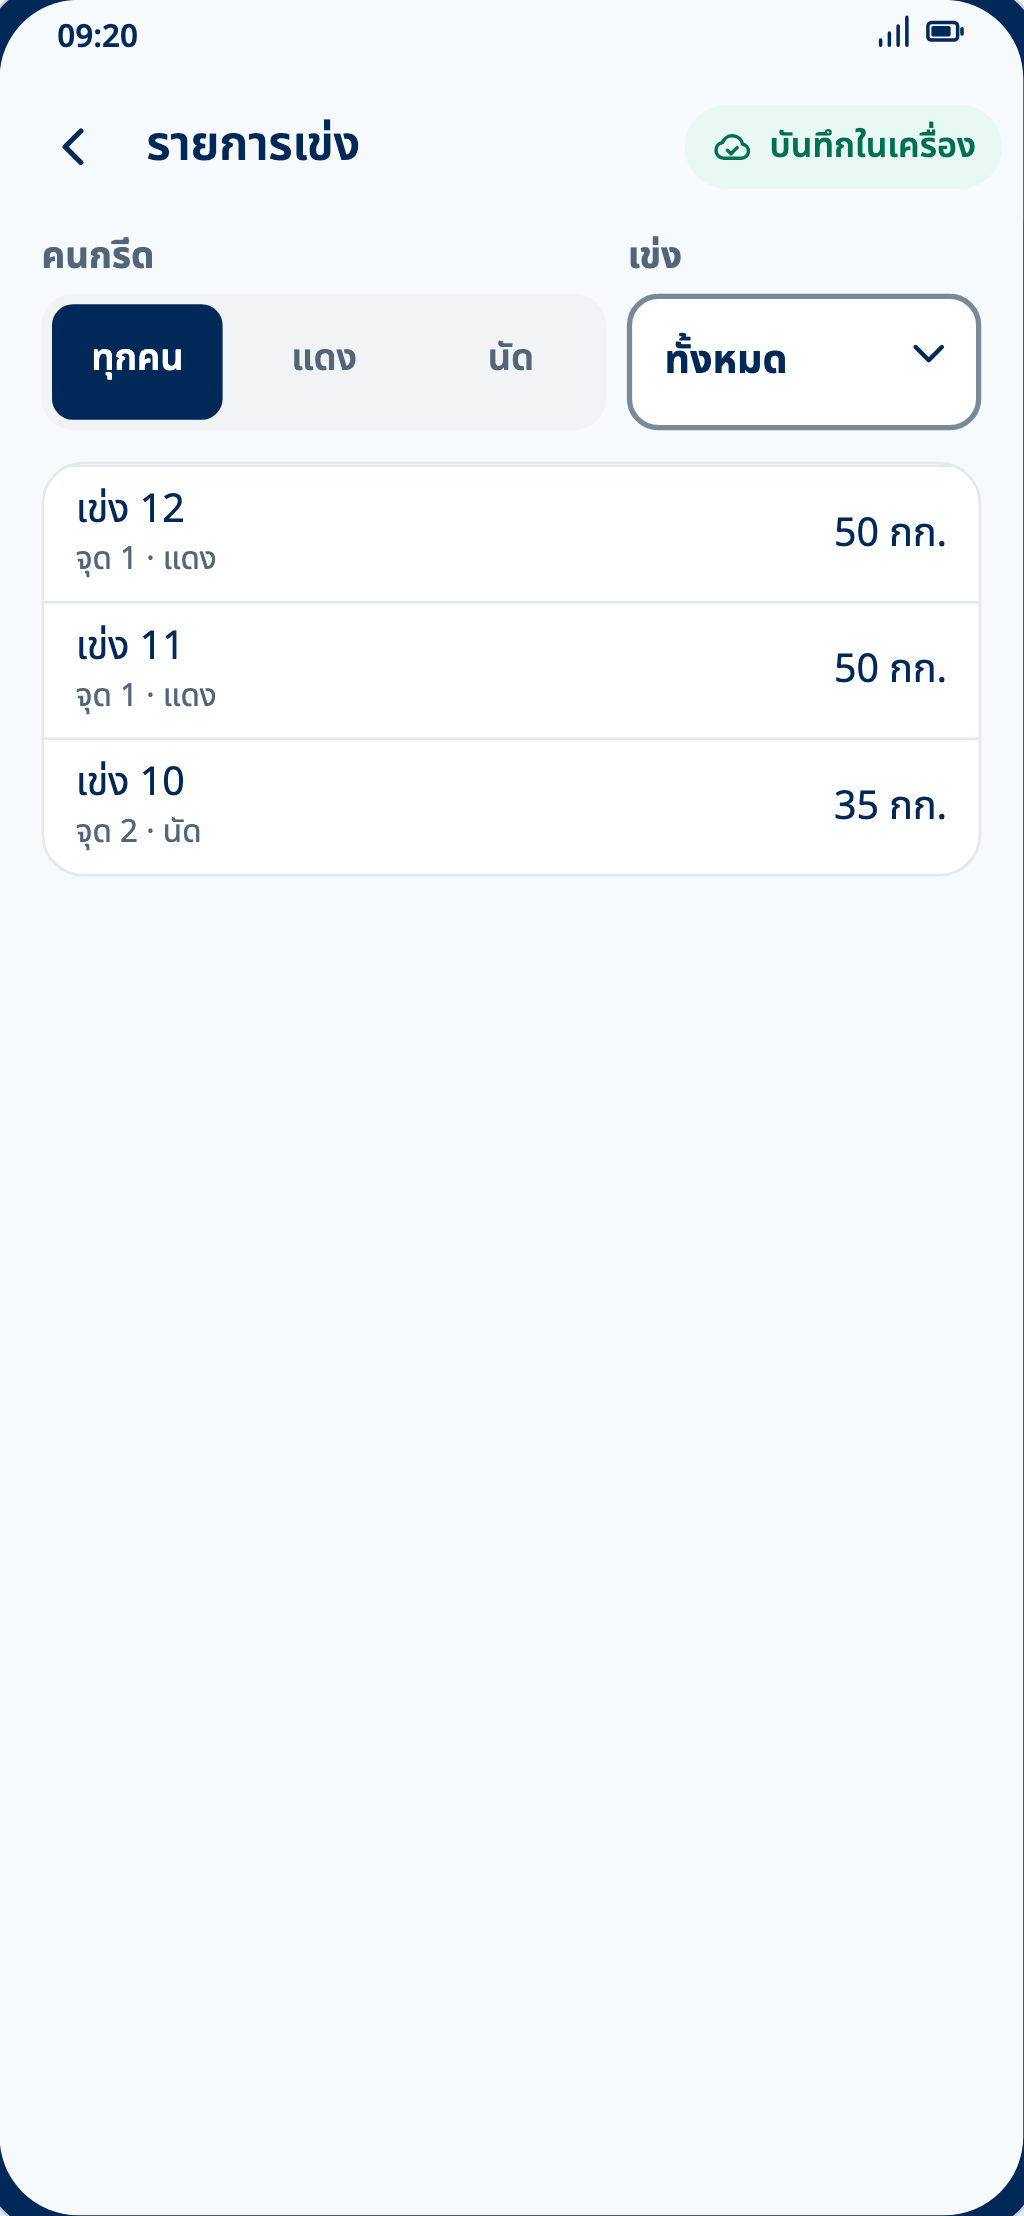 09:20
รายการเข่ง
บันทึกในเครื่อง
คนกรีด
เข่ง
ทุกคน
แดง
นัด
ทั้งหมด
เข่ง 12
จุด 1 · แดง
50 กก.
เข่ง 11
จุด 1 · แดง
50 กก.
เข่ง 10
จุด 2 · นัด
35 กก.